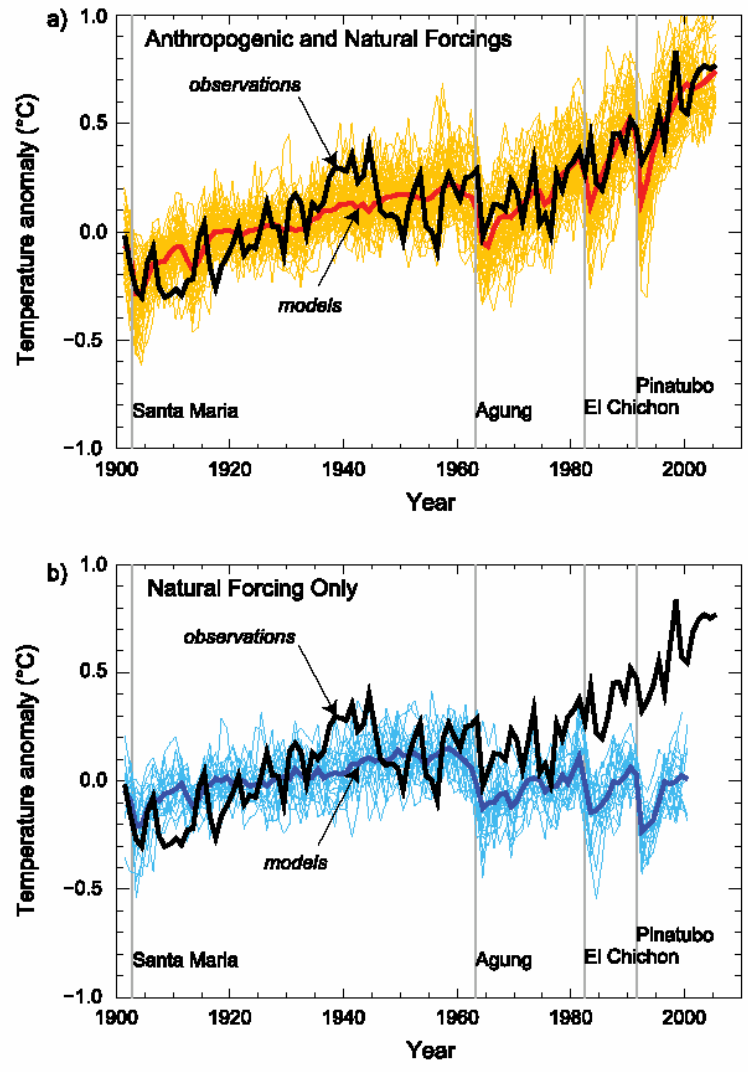 a)
Anthropogenic and Natural Forcings
observations
models
Temperature anomaly (°C)
1.0
0.5
0.0
−0.5
−1.0
Santa Maria
Agung
El Chichon
Pinatubo
1900 1920 1940 1960 1980 2000
Year
b)
Natural Forcing Only
observations
models
Temperature anomaly (°C)
1.0
0.5
0.0
−0.5
−1.0
Santa Maria
Agung
El Chichon
Pinatubo
1900 1920 1940 1960 1980 2000
Year